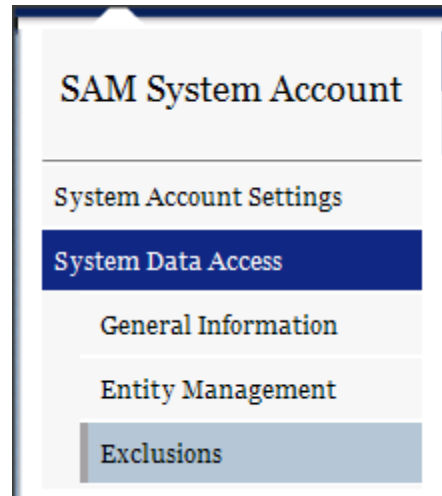 SAM System Account
System Account Settings
System Data Access
General Information
Entity Management
Exclusions